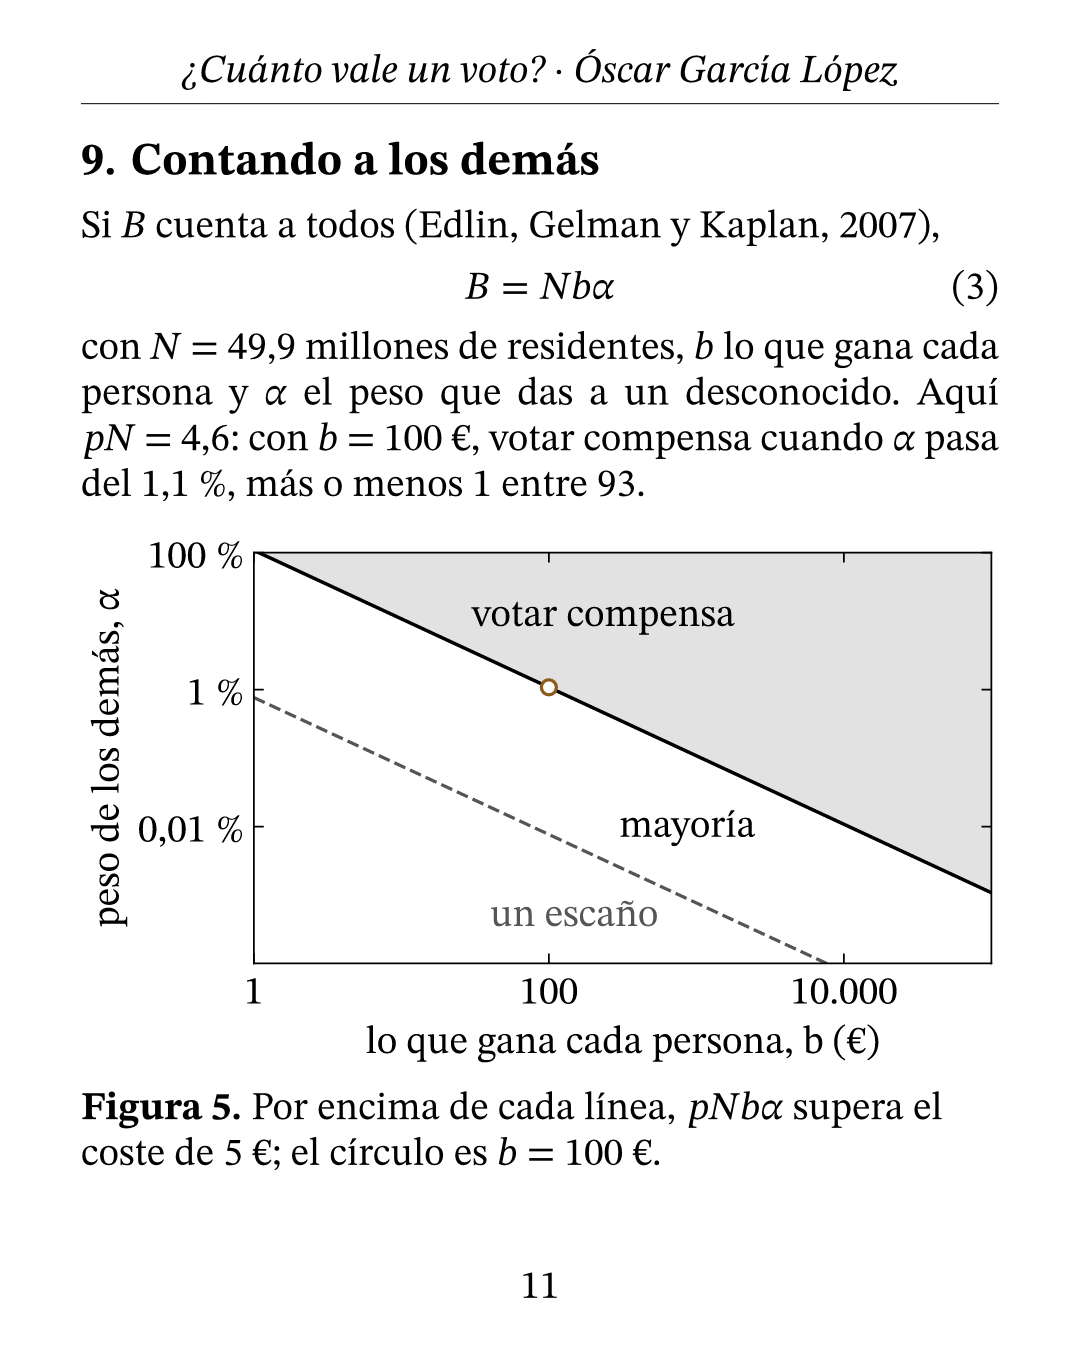 ¿Cuánto vale un voto? · Óscar García López
9. Contando a los demás
Si B cuenta a todos (Edlin, Gelman y Kaplan, 2007),
B = Nbα (3)
con N = 49,9 millones de residentes, b lo que gana cada
persona y α el peso que das a un desconocido. Aquí
pN = 4,6: con b = 100 €, votar compensa cuando α pasa
del 1,1 %, más o menos 1 entre 93.
100 %
1 %
0,01 %
peso de los demás, α
votar compensa
mayoría
un escaño
1 100 10.000
lo que gana cada persona, b (€)
Figura 5. Por encima de cada línea, pNbα supera el
coste de 5 €; el círculo es b = 100 €.
11